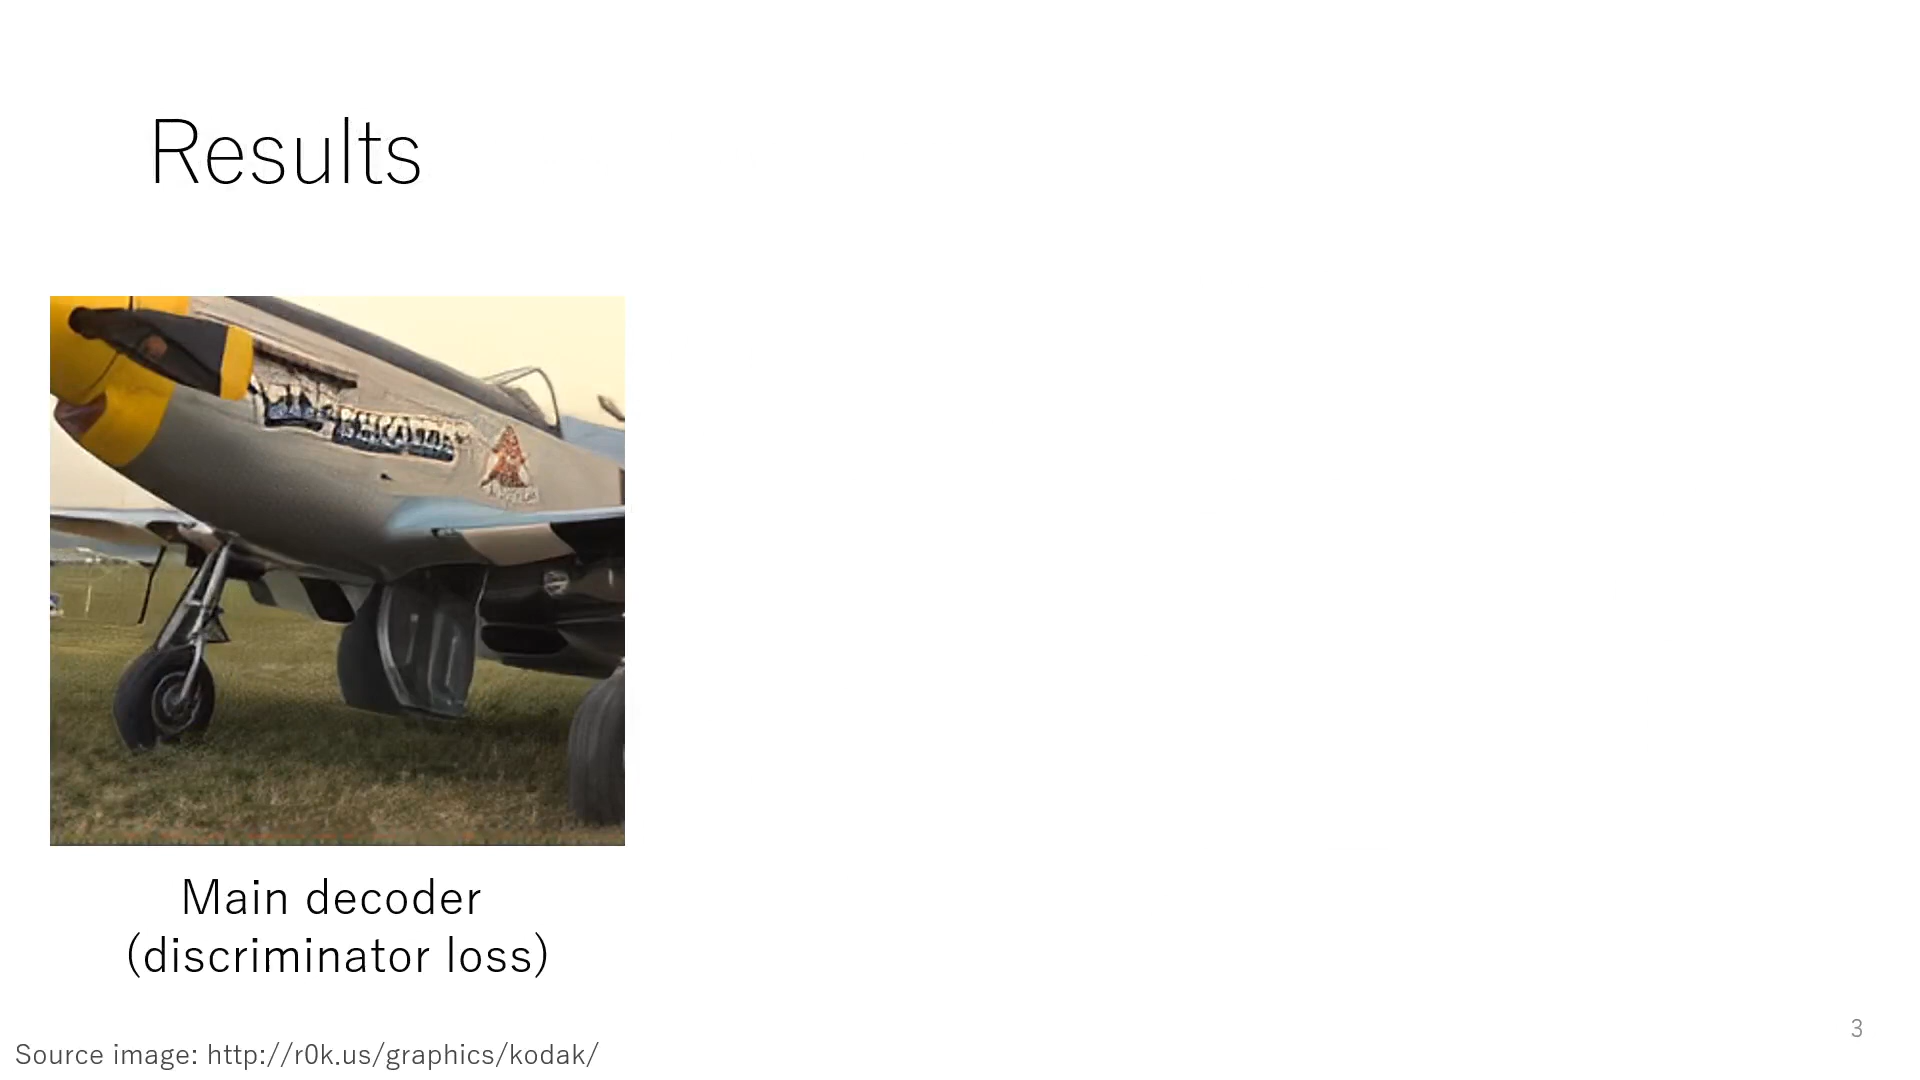 Results
Main decoder
(discriminator loss)
Source image: http://r0k.us/graphics/kodak/
3